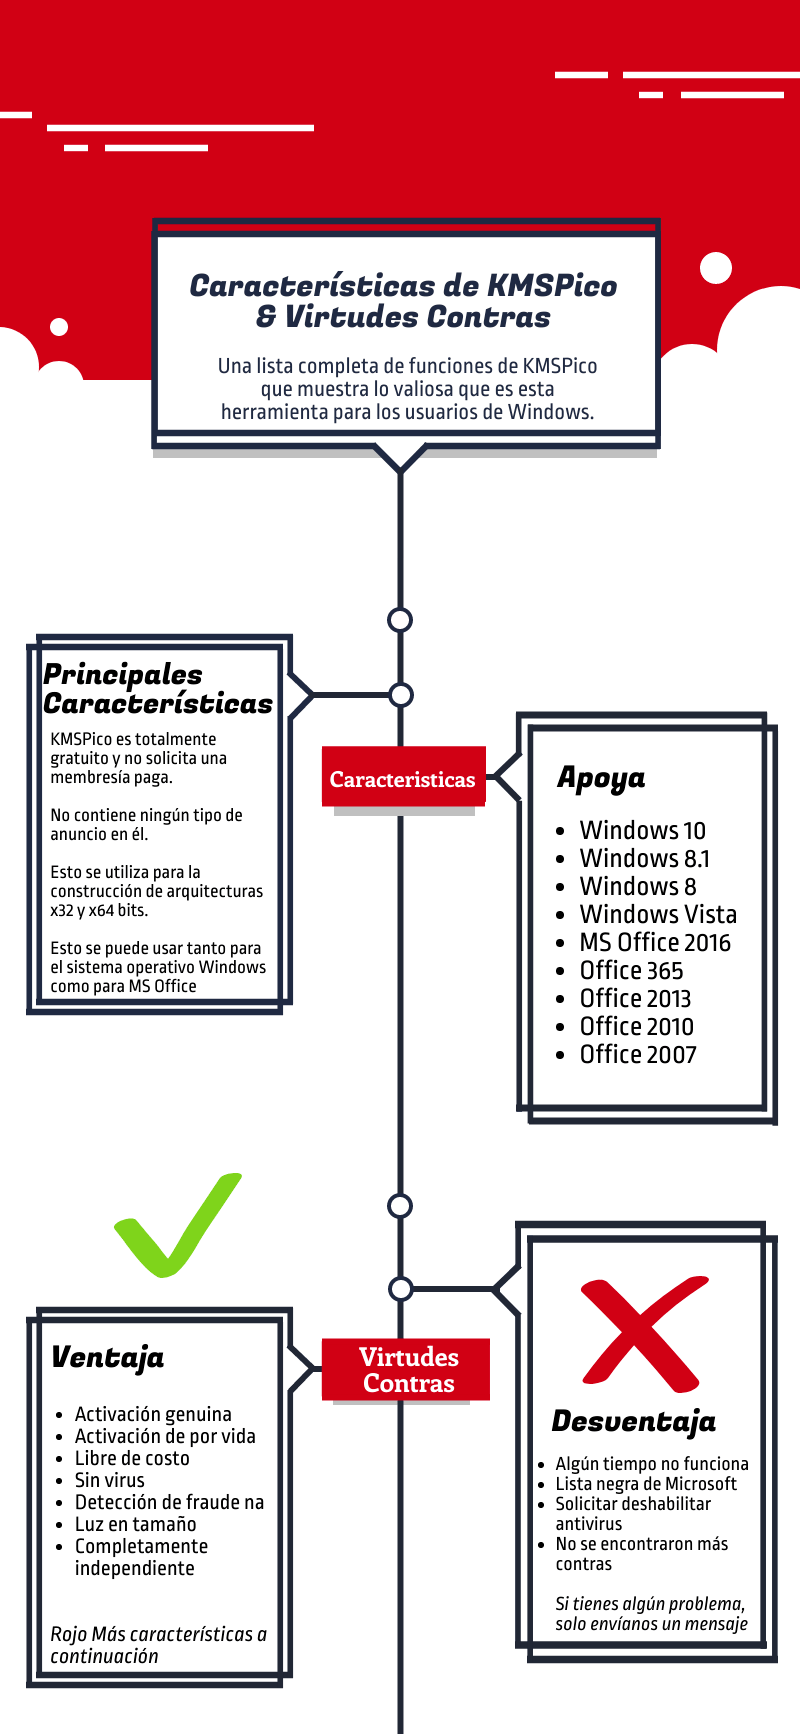 Características de KMSPico
& Virtudes Contras
Una lista completa de funciones de KMSPico
que muestra lo valiosa que es esta
herramienta para los usuarios de Windows.
Principales
Características
KMSPico es totalmente
gratuito y no solicita una
membresía paga.
No contiene ningún tipo de
anuncio en él.
Esto se utiliza para la
construcción de arquitecturas
x32 y x64 bits.
Esto se puede usar tanto para
el sistema operativo Windows
como para MS Office
Caracteristicas
Apoya
• Windows 10
• Windows 8.1
• Windows 8
• Windows Vista
• MS Office 2016
• Office 365
• Office 2013
• Office 2010
• Office 2007
Ventaja
• Activación genuina
• Activación de por vida
• Libre de costo
• Sin virus
• Detección de fraude na
• Luz en tamaño
• Completamente
independiente
Rojo Más características a
continuación
Virtudes
Contras
Desventaja
• Algún tiempo no funciona
• Lista negra de Microsoft
• Solicitar deshabilitar
antivirus
• No se encontraron más
contras
Si tienes algún problema,
solo envíanos un mensaje